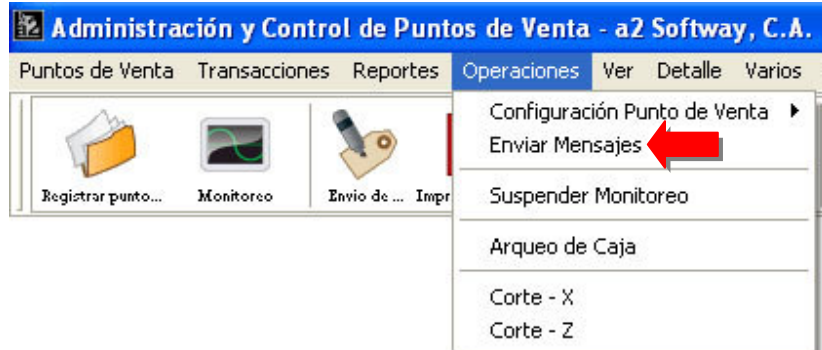 Administración y Control de Puntos de Venta - a2 Softway, C.A.
Puntos de Venta Transacciones Reportes Operaciones Ver Detalle Varios
Configuración Punto de Venta
Enviar Mensajes
Registrar punto... Monitoreo Envio de ... Impr
Suspender Monitoreo
Arqueo de Caja
Corte - X
Corte - Z